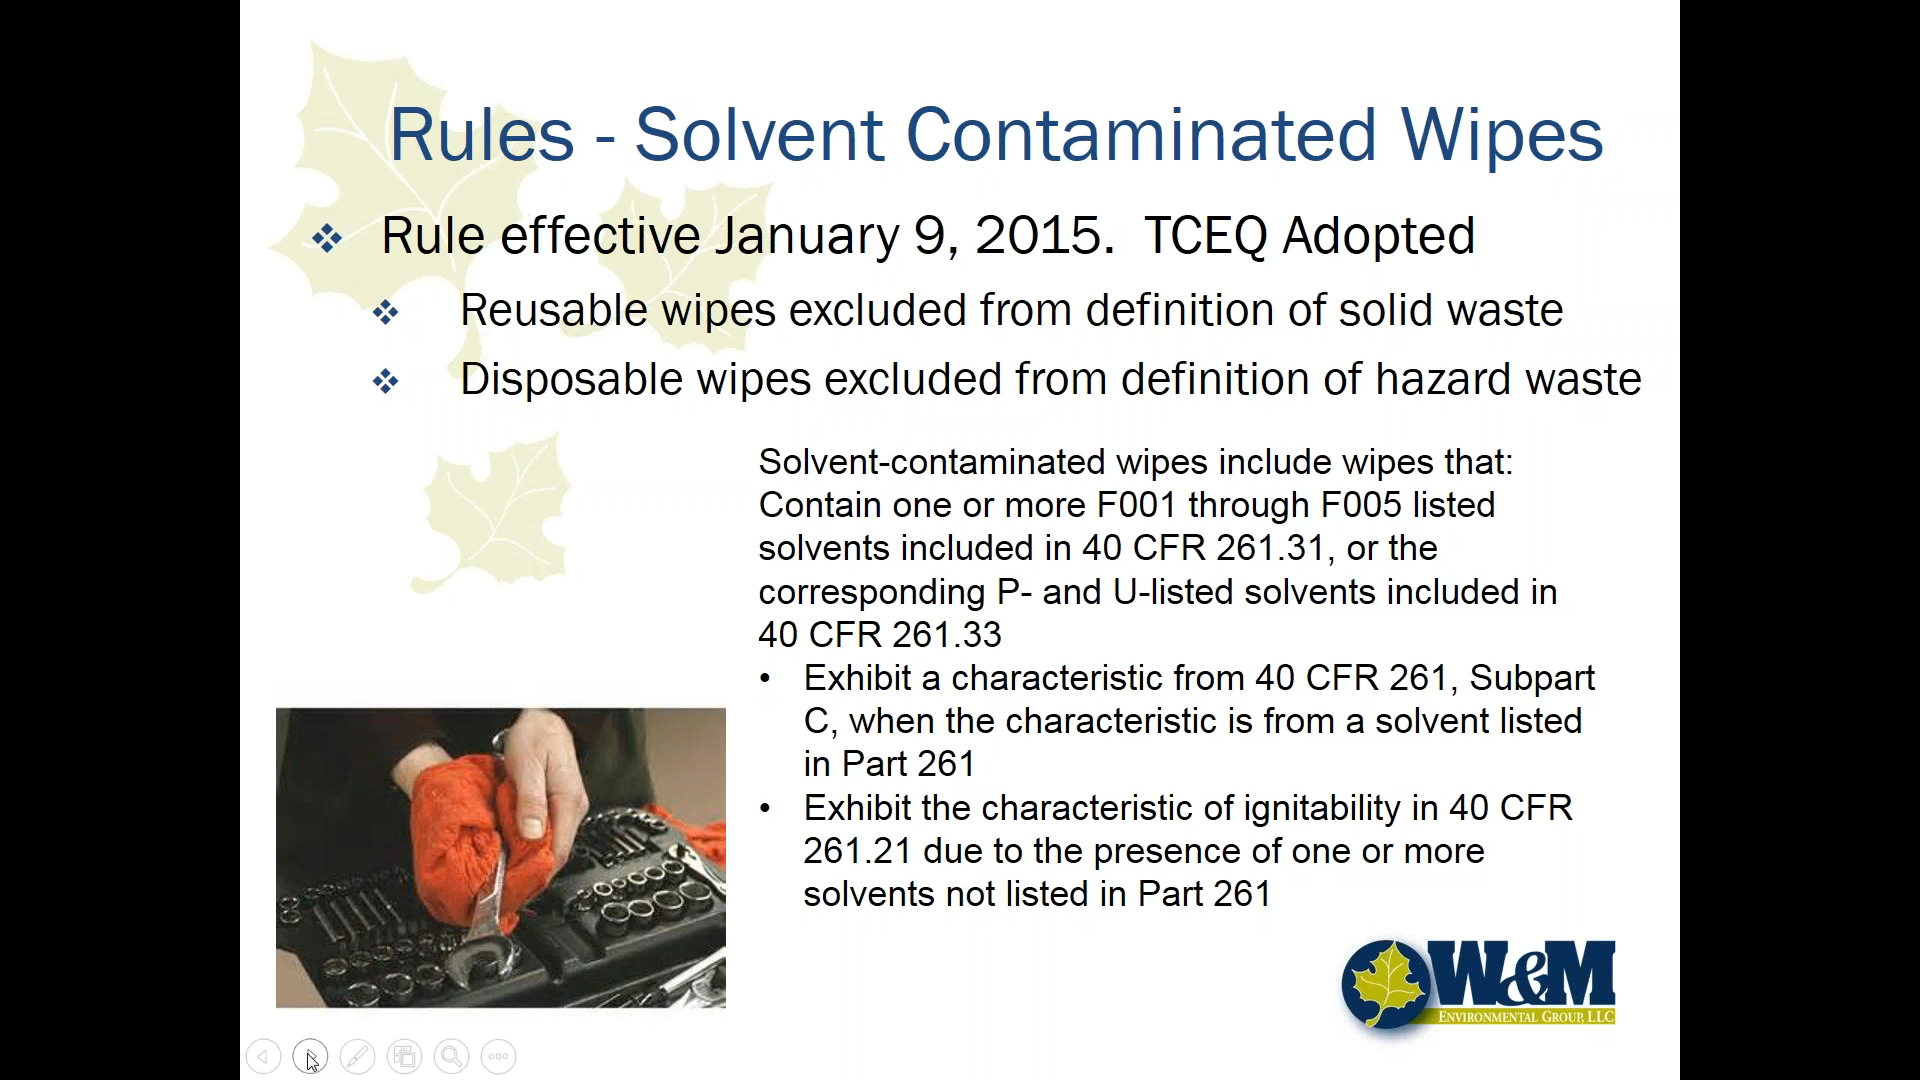 Rules - Solvent Contaminated Wipes
Rule effective January 9, 2015. TCEQ Adopted
Reusable wipes excluded from definition of solid waste
Disposable wipes excluded from definition of hazard waste
Solvent-contaminated wipes include wipes that:
Contain one or more F001 through F005 listed
solvents included in 40 CFR 261.31, or the
corresponding P- and U-listed solvents included in
40 CFR 261.33
• Exhibit a characteristic from 40 CFR 261, Subpart
C, when the characteristic is from a solvent listed
in Part 261
• Exhibit the characteristic of ignitability in 40 CFR
261.21 due to the presence of one or more
solvents not listed in Part 261
W&M
ENVIRONMENTAL GROUP, LLC